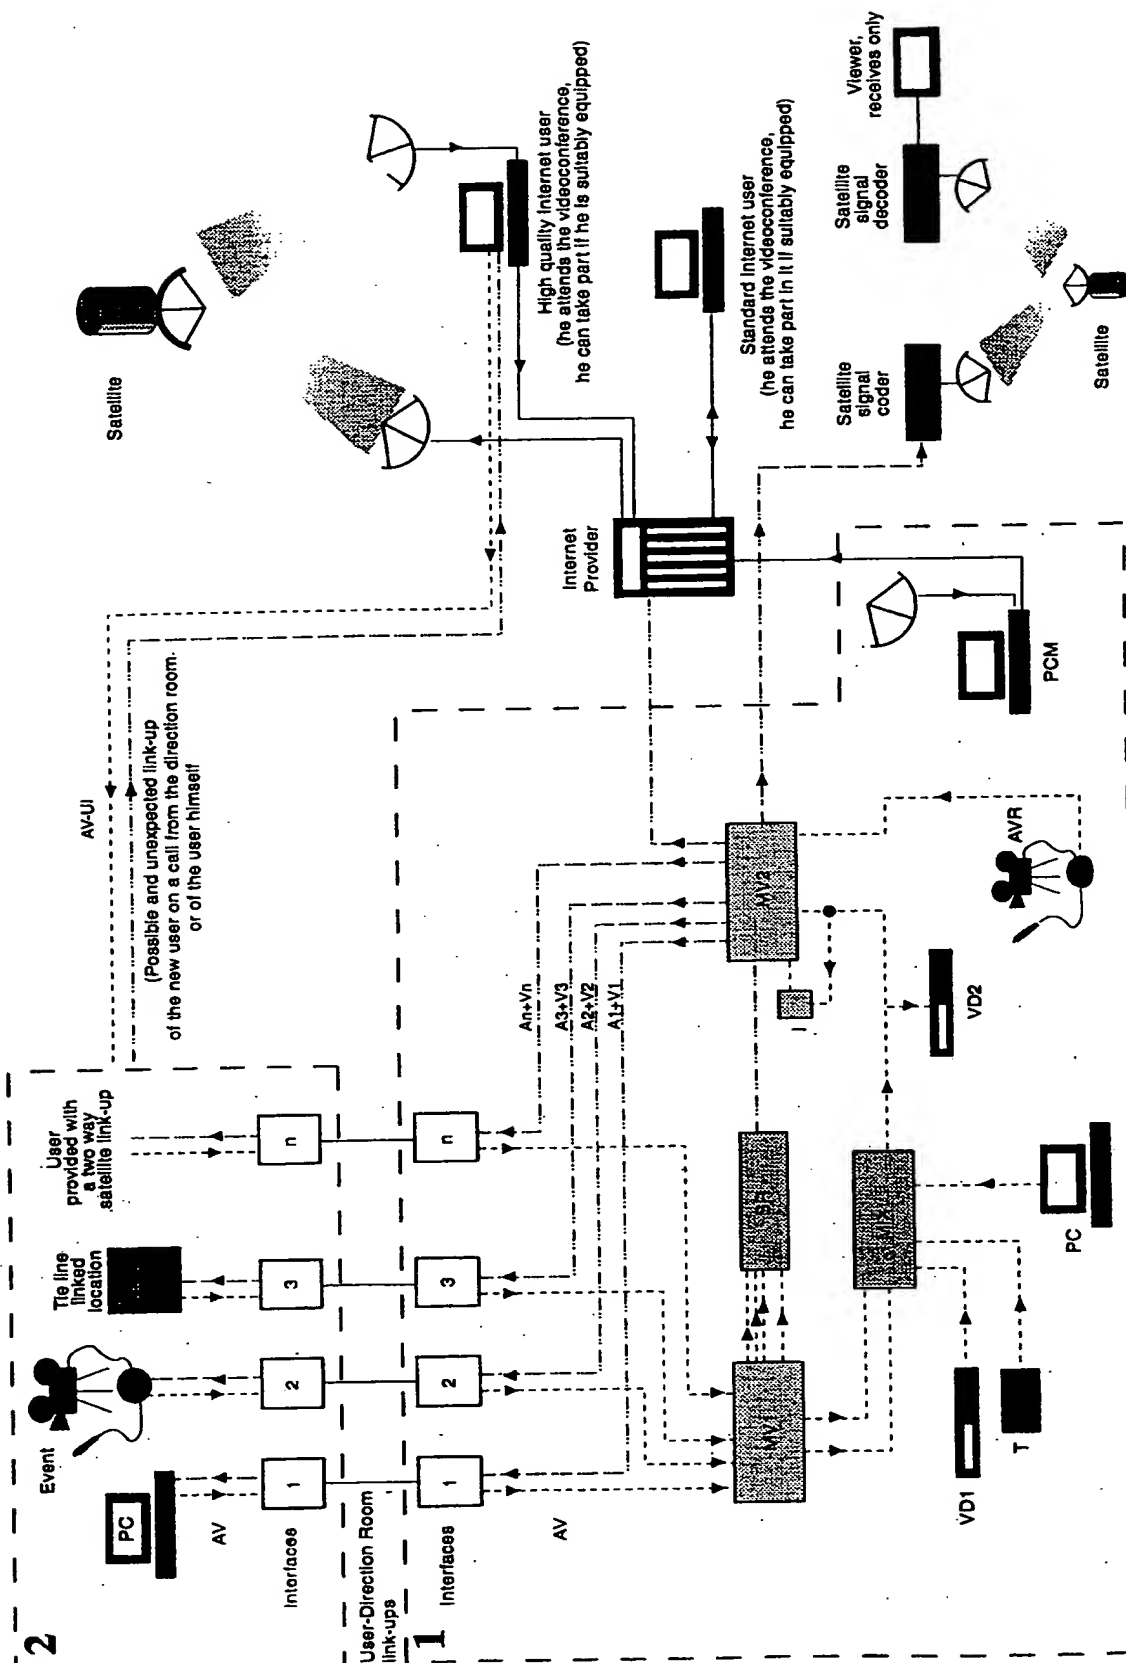 2
PC
AV
Interfaces
1
Event
2
Tie line
linked
location
3
User
provided with
a two way
satellite link-up
n
User-Direction Room
link-ups
1
Interfaces
AV
1
2
3
n
AV-UI
(Possible and unexpected link-up
of the new user on a call from the direction room
or of the user himself
Satellite
High quality Internet user
(he attends the videoconference,
he can take part if he is suitably equipped)
Internet
Provider
Standard Internet user
(he attends the videoconference,
he can take part in it if suitably equipped)
An+Vn
A3+V3
A2+V2
A1+V1
MV1
MV2
I
MIX
VD1
T
PC
VD2
AVR
PCM
Satellite
signal
coder
Satellite
signal
decoder
Viewer,
receives only
Satellite